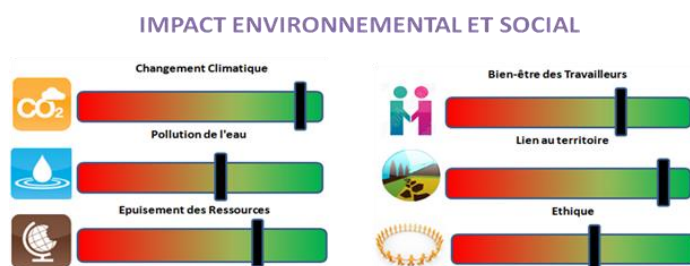 IMPACT ENVIRONNEMENTAL ET SOCIAL
Changement Climatique
CO2
Pollution de l'eau
Epuisement des Ressources
Bien-être des Travailleurs
Lien au territoire
Ethique